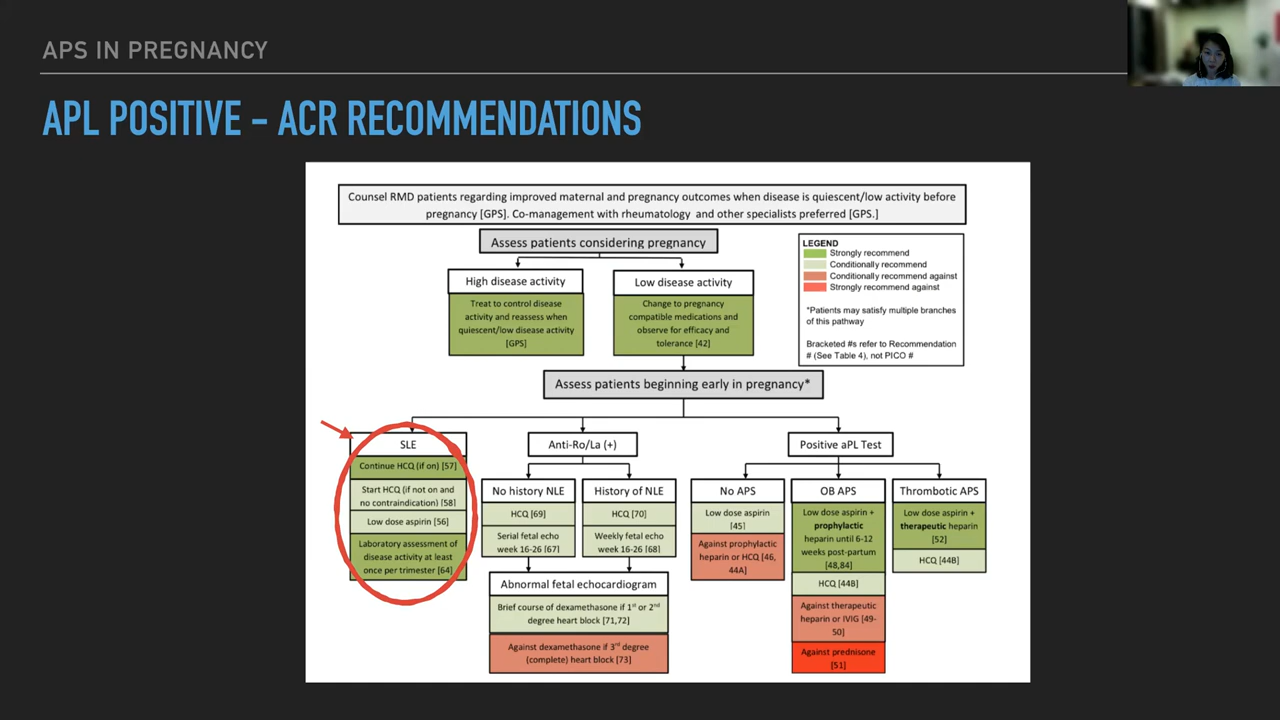 APS IN PREGNANCY
APL POSITIVE - ACR RECOMMENDATIONS
Counsel RMD patients regarding improved maternal and pregnancy outcomes when disease is quiescent/low activity before
pregnancy [GPS]. Co-management with rheumatology and other specialists preferred [GPS.]
Assess patients considering pregnancy
High disease activity
Treat to control disease
activity and reassess when
quiescent/low disease activity
[GPS]
Low disease activity
Change to pregnancy
compatible medications and
observe for efficacy and
tolerance [42]
LEGEND
Strongly recommend
Conditionally recommend
Conditionally recommend against
Strongly recommend against
*Patients may satisfy multiple branches
of this pathway
Bracketed #s refer to Recommendation
# (See Table 4), not PICO #
Assess patients beginning early in pregnancy*
SLE
Continue HCQ (if on) [57]
Start HCQ (if not on and
no contraindication) [58]
Low dose aspirin [56]
Laboratory assessment of
disease activity at least
once per trimester [64]
Anti-Ro/La (+)
No history NLE
HCQ [69]
Serial fetal echo
week 16-26 [67]
History of NLE
HCQ [70]
Weekly fetal echo
week 16-26 [68]
Abnormal fetal echocardiogram
Brief course of dexamethasone if 1st or 2nd
degree heart block [71,72]
Against dexamethasone if 3rd degree
(complete) heart block [73]
Positive aPL Test
No APS
Low dose aspirin
[45]
Against prophylactic
heparin or HCQ [46,
44A]
OB APS
Low dose aspirin +
prophylactic
heparin until 6-12
weeks post-partum
[48,84]
HCQ [44B]
Against therapeutic
heparin or IVIG [49-
50]
Against prednisone
[51]
Thrombotic APS
Low dose aspirin +
therapeutic heparin
[52]
HCQ [44B]